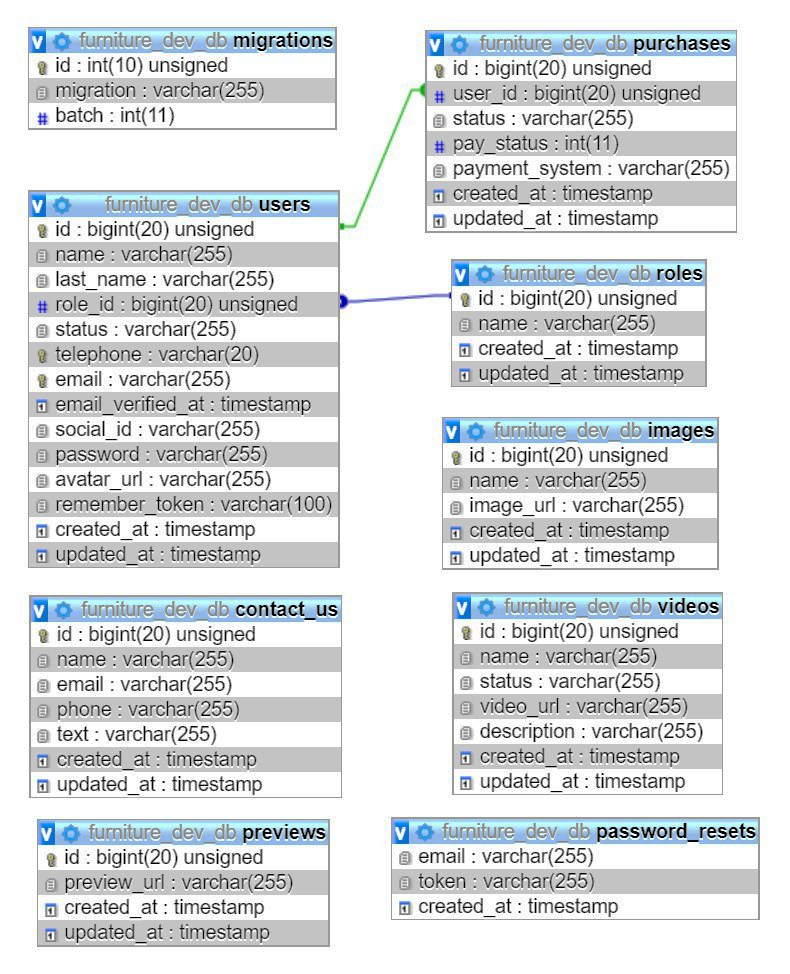 furniture_dev_db migrations
id : int(10) unsigned
migration : varchar(255)
batch : int(11)
furniture_dev_db purchases
id : bigint(20) unsigned
user_id : bigint(20) unsigned
status : varchar(255)
pay_status : int(11)
payment_system : varchar(255)
created_at : timestamp
updated_at : timestamp
furniture_dev_db users
id : bigint(20) unsigned
name : varchar(255)
last_name : varchar(255)
role_id : bigint(20) unsigned
status : varchar(255)
telephone : varchar(20)
email : varchar(255)
email_verified_at : timestamp
social_id : varchar(255)
password : varchar(255)
avatar_url : varchar(255)
remember_token : varchar(100)
created_at : timestamp
updated_at : timestamp
furniture_dev_db roles
id : bigint(20) unsigned
name : varchar(255)
created_at : timestamp
updated_at : timestamp
furniture_dev_db images
id : bigint(20) unsigned
name : varchar(255)
image_url : varchar(255)
created_at : timestamp
updated_at : timestamp
furniture_dev_db contact_us
id : bigint(20) unsigned
name : varchar(255)
email : varchar(255)
phone : varchar(255)
text : varchar(255)
created_at : timestamp
updated_at : timestamp
furniture_dev_db videos
id : bigint(20) unsigned
name : varchar(255)
status : varchar(255)
video_url : varchar(255)
description : varchar(255)
created_at : timestamp
updated_at : timestamp
furniture_dev_db previews
id : bigint(20) unsigned
preview_url : varchar(255)
created_at : timestamp
updated_at : timestamp
furniture_dev_db password_resets
email : varchar(255)
token : varchar(255)
created_at : timestamp